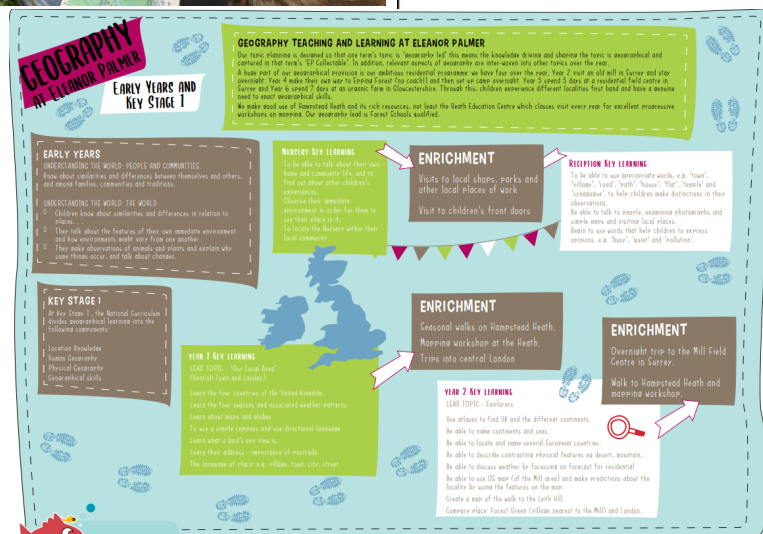 GEOGRAPHY
AT ELEANOR PALMER
EARLY YEARS AND
KEY STAGE 1
GEOGRAPHY TEACHING AND LEARNING AT ELEANOR PALMER
Our topic planning is designed so that one term's topic is 'geography led' this means the knowledge driving and shaping the topic is geographical and
captured in that term's 'EP Collectable'. In addition, relevant aspects of geography are inter-woven into other topics over the year.
A huge part of our geographical provision is our ambitious residential programme: we have four over the year. Year 2 visit an old mill in Surrey and stay
overnight. Year 4 make their own way to Epping Forest (no coach!) and then set up camp overnight. Year 5 spend 5 days at a residential field centre in
Surrey and Year 6 spend 7 days at an organic farm in Gloucestershire. Through this, children experience different localities first hand and have a genuine
need to enact geographical skills.
We make good use of Hampstead Heath and its rich resources, not least the Heath Education Centre which classes visit every year for excellent progressive
workshops on mapping. Our geography lead is Forest Schools qualified.
EARLY YEARS
UNDERSTANDING THE WORLD: PEOPLE AND COMMUNITIES.
Know about similarities and differences between themselves and others,
and among families, communities and traditions.
UNDERSTANDING THE WORLD: THE WORLD
Children know about similarities and differences in relation to
places. . .
They talk about the features of their own immediate environment
and how environments might vary from one another.
They make observations of animals and plants and explain why
some things occur, and talk about changes.
NURSERY KEY LEARNING
To be able to talk about their own
home and community life, and to
find out about other children's
experiences.
Observe their immediate
environment in order for them to
see their place in it.
To locate the Nursery within their
local community.
ENRICHMENT
Visits to local shops, parks and
other local places of work
Visit to children's front doors
RECEPTION KEY LEARNING
To be able to use appropriate words, e.g. 'town',
'village', 'road', 'path', 'house', 'flat', 'temple' and
'synagogue', to help children make distinctions in their
observations.
Be able to talk to people, examining photographs and
simple maps and visiting local places.
Begin to use words that help children to express
opinions, e.g. 'busy', 'quiet' and 'pollution'.
KEY STAGE 1
At Key Stage 1, the National Curriculum
divides geographical learning into the
following components:
Location Knowledge
Human Geography
Physical Geography
Geographical skills
YEAR 1 KEY LEARNING
LEAD TOPIC - 'Our Local Area'
(Kentish Town and London)
Learn the four countries of the United Kingdom.
Learn the four seasons and associated weather patterns.
Learn about maps and globes.
To use a simple compass and use directional language
Learn what a bird's eye view is.
Learn their address - importance of postcode.
The language of place e.g. village, town, city, street
ENRICHMENT
Seasonal walks on Hampstead Heath.
Mapping workshop at the Heath.
Trips into central London
YEAR 2 KEY LEARNING
LEAD TOPIC - Explorers
Use atlases to find UK and the different continents.
Be able to name continents and seas.
Be able to locate and name several European countries.
Be able to describe contrasting physical features viz desert, mountain.
Be able to discuss weather by focussing on forecast for residential
Be able to use OS map (of the Mill area) and make predictions about the
locality by using the features on the map.
Create a map of the walk to the Leith Hill.
Compare place: Forest Green (village nearest to the Mill) and London.
ENRICHMENT
Overnight trip to the Mill Field
Centre in Surrey.
Walk to Hampstead Heath and
mapping workshop.